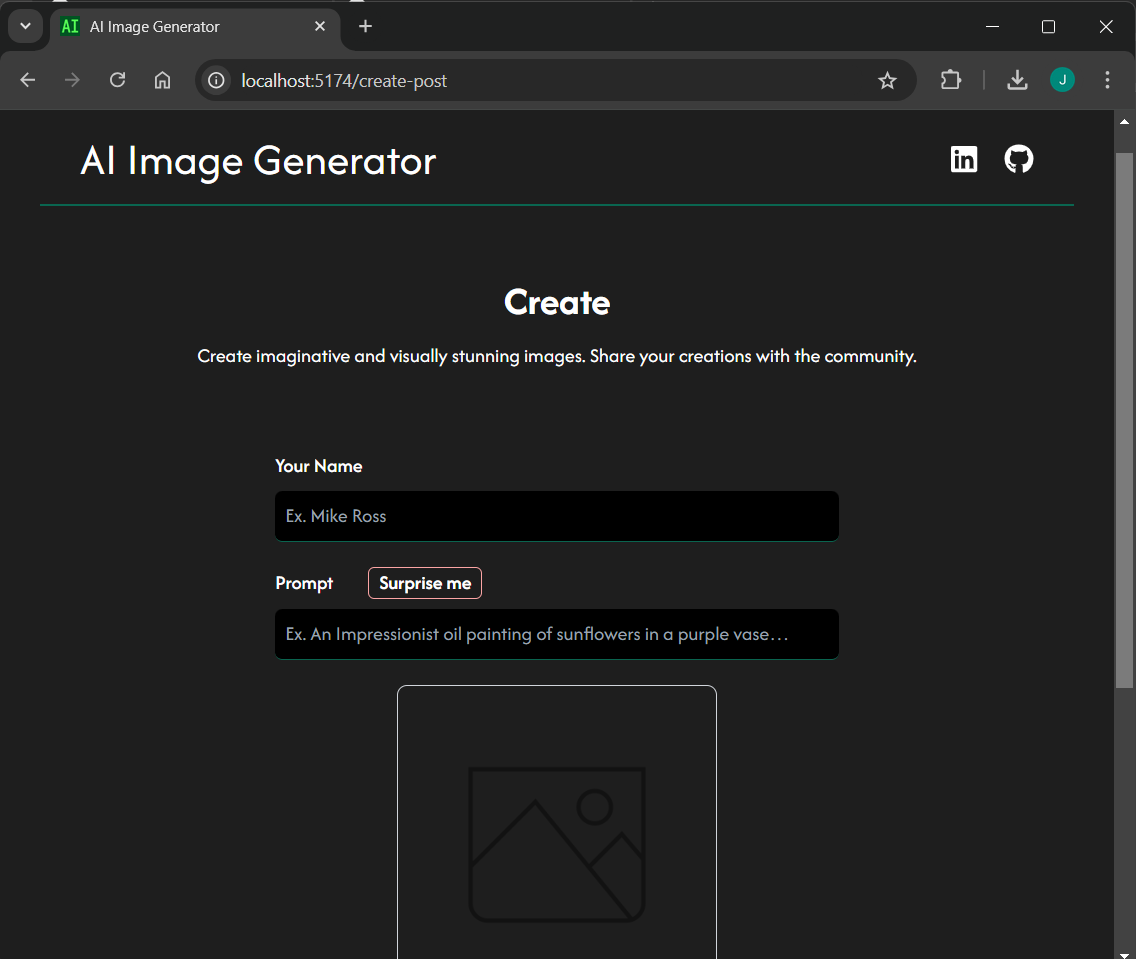 AI AI Image Generator
localhost:5174/create-post
J
AI Image Generator
in
Create
Create imaginative and visually stunning images. Share your creations with the community.
Your Name
Ex. Mike Ross
Prompt Surprise me
Ex. An Impressionist oil painting of sunflowers in a purple vase…